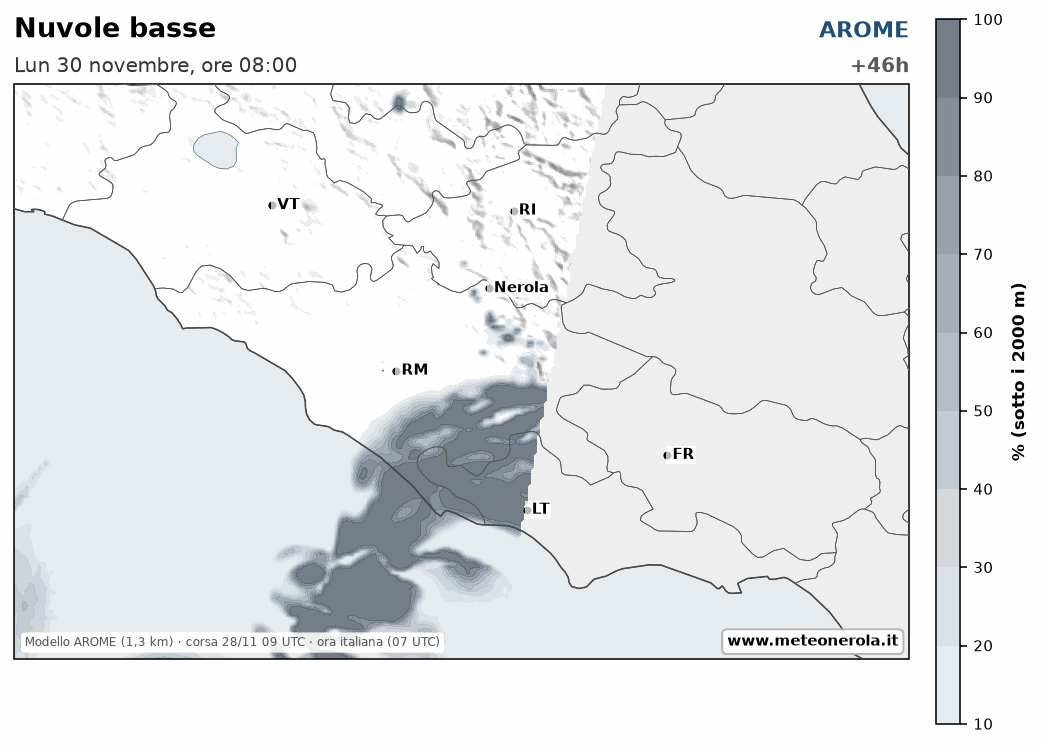 Nuvole basse
AROME
Lun 30 novembre, ore 08:00
+46h
100
90
80
70
60
50
40
30
20
10
% (sotto i 2000 m)
VT
RI
Nerola
RM
FR
LT
Modello AROME (1,3 km) · corsa 28/11 09 UTC · ora italiana (07 UTC)
www.meteonerola.it